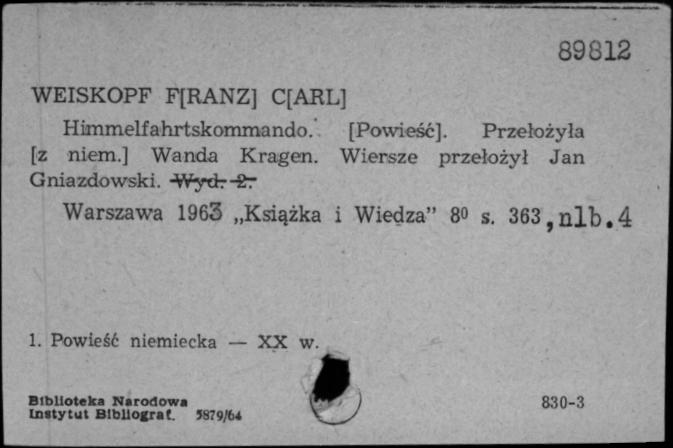 89812
WEISKOPF F[RANZ] C[ARL]
Himmelfahrtskommando. [Powieść]. Przełożyła
[z niem.] Wanda Kragen. Wiersze przełożył Jan
Gniazdowski. Wyd. 2.
Warszawa 1963 „Książka i Wiedza” 8⁰ s. 363, nlb. 4
1. Powieść niemiecka — XX w.
Biblioteka Narodowa
Instytut Bibliograf. 5879/64
830-3